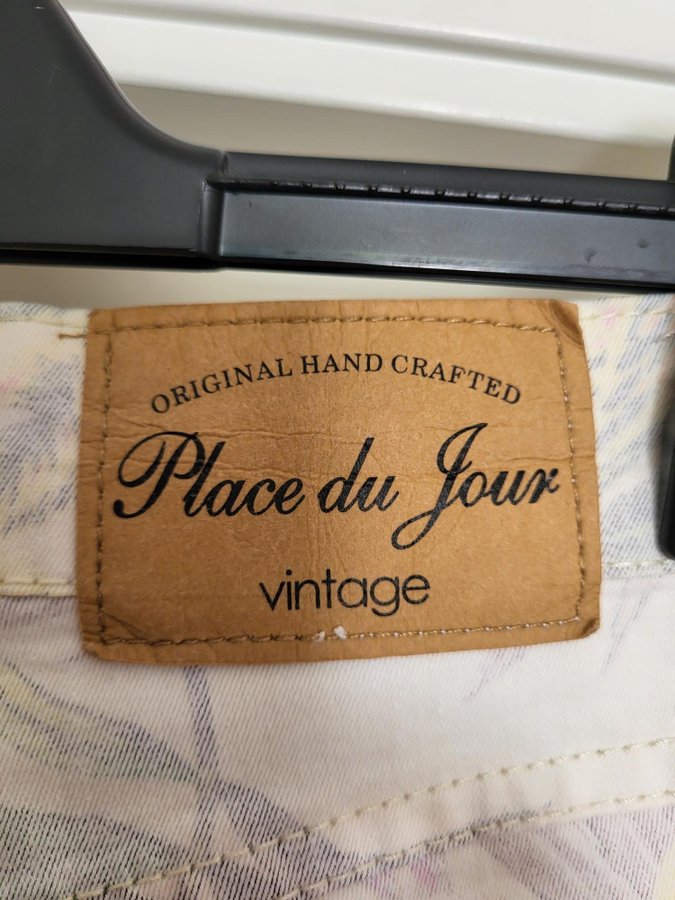 ORIGINAL HAND CRAFTED
Place du Jour
vintage